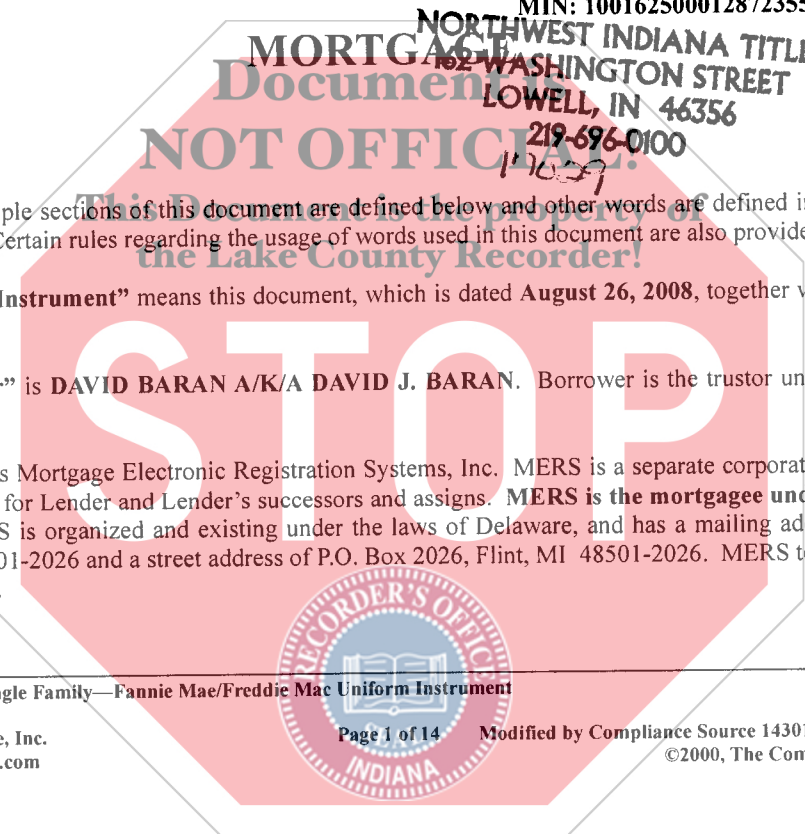 MIN: 100162500012872355
NORTHWEST INDIANA TITLE
162 WASHINGTON STREET
LOWELL, IN 46356
219-696-0100
MORTGAGE
Document is
NOT OFFICIAL!
This Document is the property of
the Lake County Recorder!
ple sections of this document are defined below and other words are defined i
Certain rules regarding the usage of words used in this document are also provide
Instrument” means this document, which is dated August 26, 2008, together
” is DAVID BARAN A/K/A DAVID J. BARAN. Borrower is the trustor un
STOP
s Mortgage Electronic Registration Systems, Inc. MERS is a separate corporat
for Lender and Lender’s successors and assigns. MERS is the mortgagee und
S is organized and existing under the laws of Delaware, and has a mailing ad
01-2026 and a street address of P.O. Box 2026, Flint, MI 48501-2026. MERS t
RECORDER'S OFFICE
SEAL
INDIANA
gle Family—Fannie Mae/Freddie Mac Uniform Instrument
e, Inc.
Page 1 of 14
Modified by Compliance Source 14301
.com
©2000, The Com